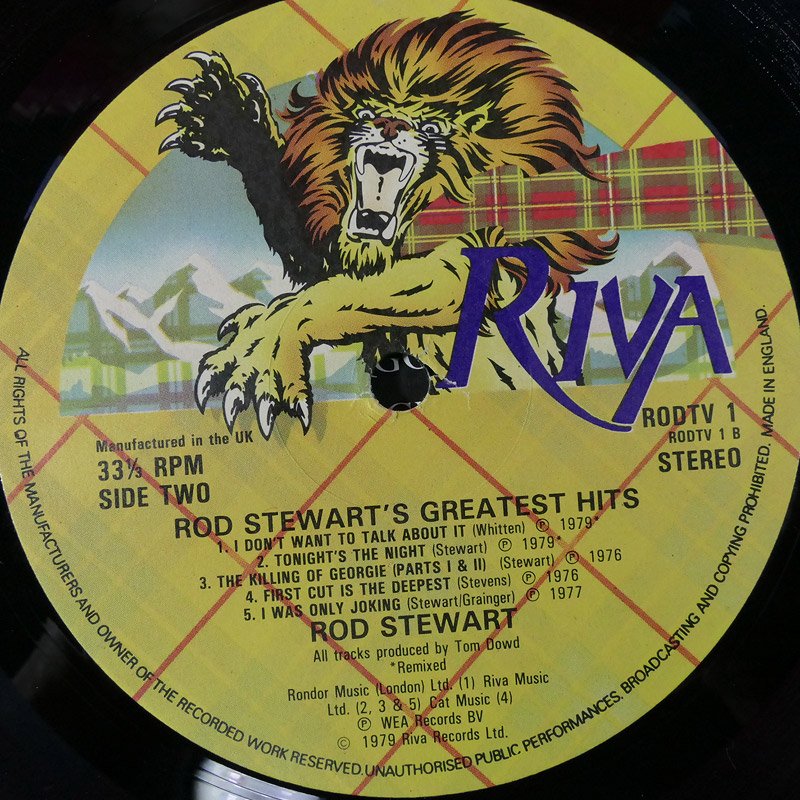 RIVA
RODTV 1
RODTV 1 B
STEREO
Manufactured in the UK
33⅓ RPM
SIDE TWO
ROD STEWART'S GREATEST HITS
1. I DON'T WANT TO TALK ABOUT IT (Whitten) ℗ 1979*
2. TONIGHT'S THE NIGHT (Stewart) ℗ 1979*
3. THE KILLING OF GEORGIE (PARTS I & II) (Stewart) ℗ 1976
4. FIRST CUT IS THE DEEPEST (Stevens) ℗ 1976
5. I WAS ONLY JOKING (Stewart/Grainger) ℗ 1977
ROD STEWART
All tracks produced by Tom Dowd
*Remixed
Rondor Music (London) Ltd. (1) Riva Music
Ltd. (2, 3 & 5) Cat Music (4)
℗ WEA Records BV
© 1979 Riva Records Ltd.
ALL RIGHTS OF THE MANUFACTURERS AND OWNER OF THE RECORDED WORK RESERVED. UNAUTHORISED PUBLIC PERFORMANCES, BROADCASTING AND COPYING PROHIBITED. MADE IN ENGLAND.